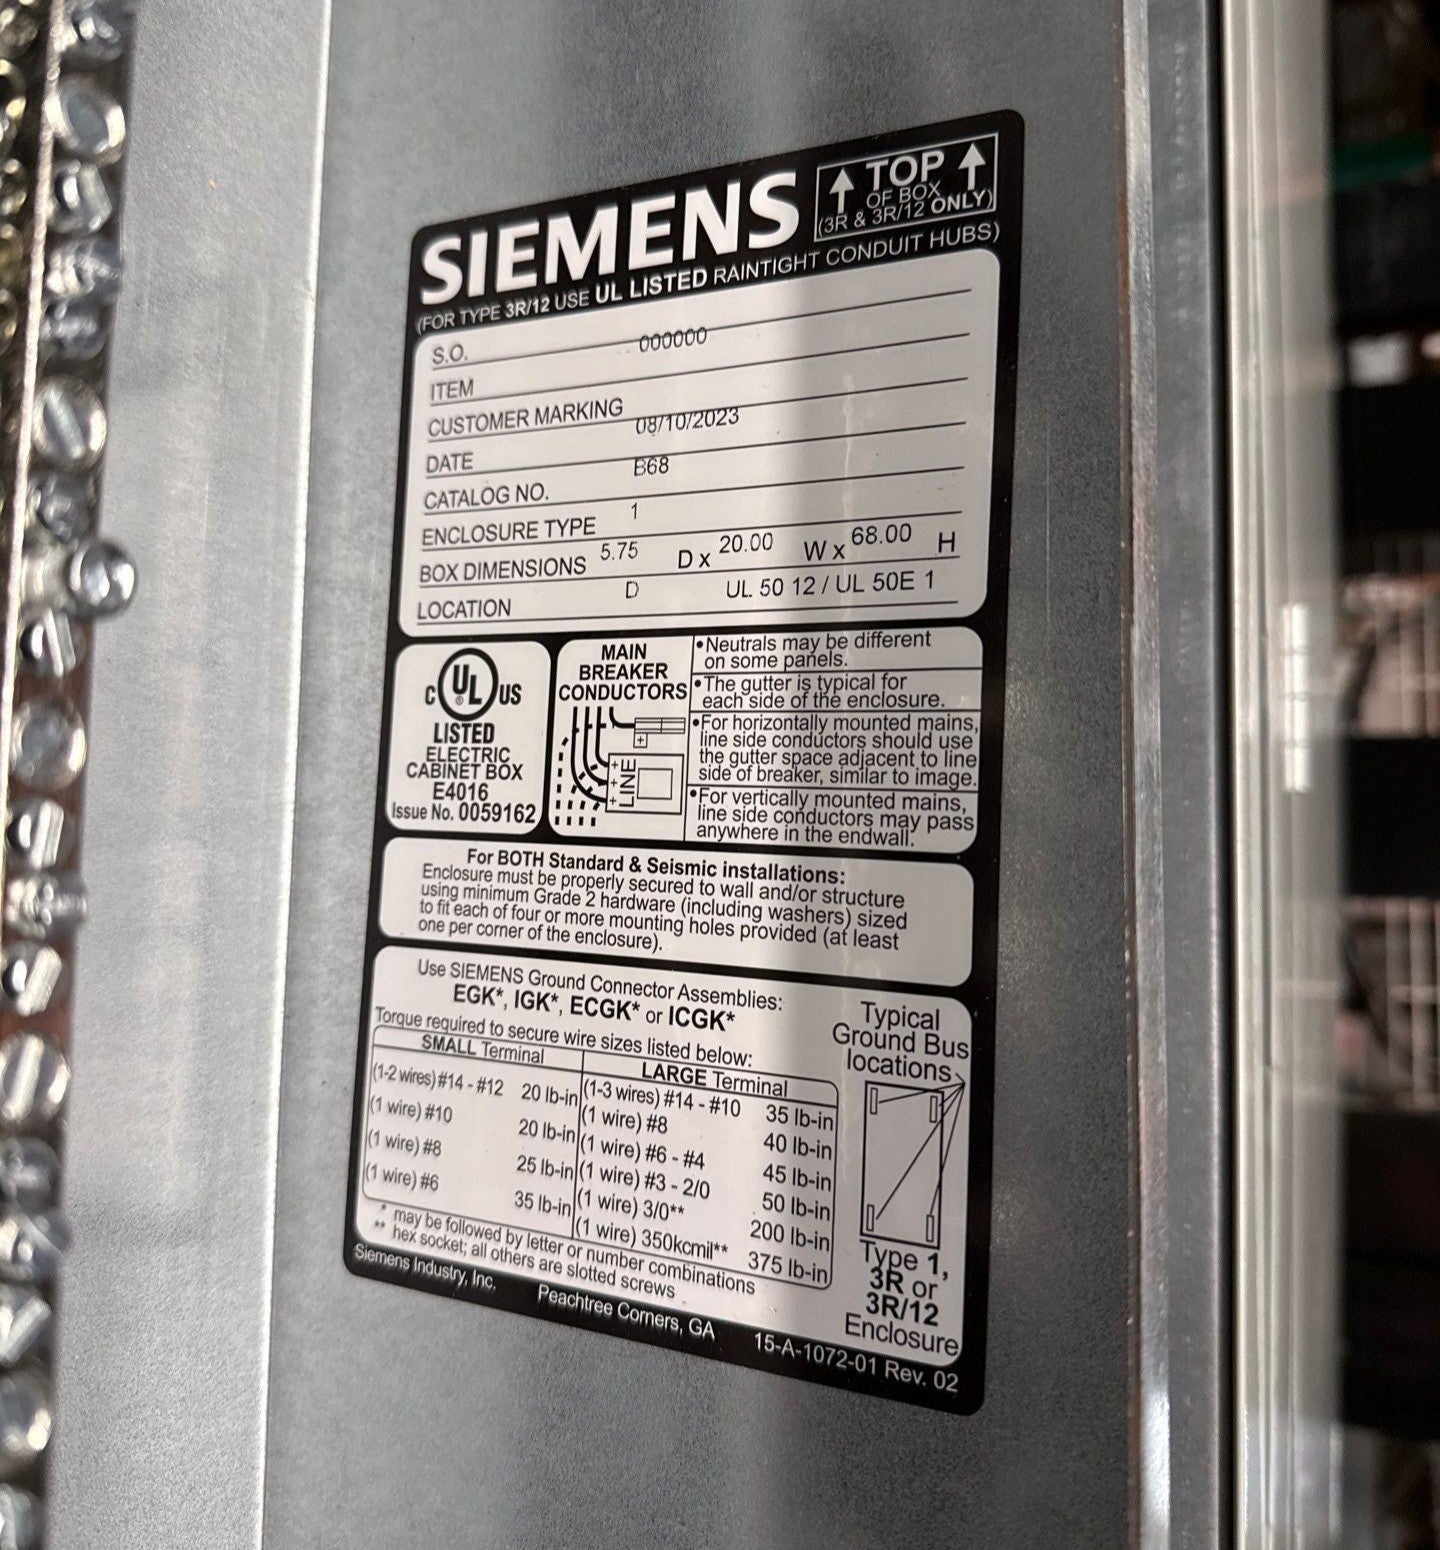 SIEMENS
TOP
OF BOX
(3R & 3R/12 ONLY)
(FOR TYPE 3R/12 USE UL LISTED RAINTIGHT CONDUIT HUBS)
S.O. 000000
ITEM
CUSTOMER MARKING
08/10/2023
DATE
B68
CATALOG NO.
1
ENCLOSURE TYPE
BOX DIMENSIONS 5.75 D x 20.00 W x 68.00 H
LOCATION D UL 50 12 / UL 50E 1
C UL ® US
LISTED
ELECTRIC
CABINET BOX
E4016
Issue No. 0059162
MAIN
BREAKER
CONDUCTORS
LINE
•Neutrals may be different
on some panels.
•The gutter is typical for
each side of the enclosure.
•For horizontally mounted mains,
line side conductors should use
the gutter space adjacent to line
side of breaker, similar to image.
•For vertically mounted mains,
line side conductors may pass
anywhere in the endwall.
For BOTH Standard & Seismic installations:
Enclosure must be properly secured to wall and/or structure
using minimum Grade 2 hardware (including washers) sized
to fit each of four or more mounting holes provided (at least
one per corner of the enclosure).
Use SIEMENS Ground Connector Assemblies:
EGK*, IGK*, ECGK* or ICGK*
Torque required to secure wire sizes listed below:
SMALL Terminal
(1-2 wires) #14 - #12 20 lb-in
(1 wire) #10 20 lb-in
(1 wire) #8 25 lb-in
(1 wire) #6 35 lb-in
LARGE Terminal
(1-3 wires) #14 - #10 35 lb-in
(1 wire) #8 40 lb-in
(1 wire) #6 - #4 45 lb-in
(1 wire) #3 - 2/0 50 lb-in
(1 wire) 3/0** 200 lb-in
(1 wire) 350kcmil** 375 lb-in
* may be followed by letter or number combinations
** hex socket; all others are slotted screws
Typical
Ground Bus
locations
Type 1,
3R or
3R/12
Enclosure
Siemens Industry, Inc. Peachtree Corners, GA 15-A-1072-01 Rev. 02